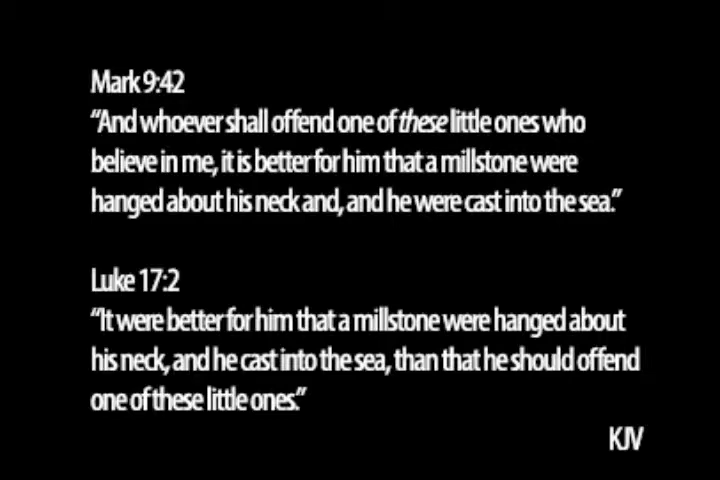 Mark 9:42
“And whoever shall offend one of these little ones who
believe in me, it is better for him that a millstone were
hanged about his neck and, and he were cast into the sea.”
Luke 17:2
“It were better for him that a millstone were hanged about
his neck, and he cast into the sea, than that he should offend
one of these little ones.”
KJV